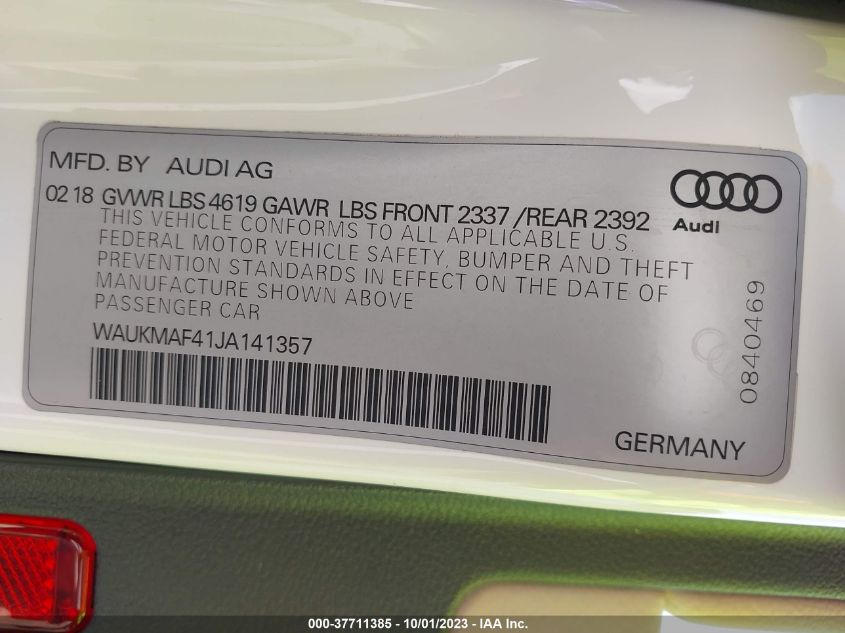 MFD. BY AUDI AG
02 18 GVWR LBS 4619 GAWR LBS FRONT 2337 /REAR 2392
THIS VEHICLE CONFORMS TO ALL APPLICABLE U.S.
FEDERAL MOTOR VEHICLE SAFETY, BUMPER AND THEFT
PREVENTION STANDARDS IN EFFECT ON THE DATE OF
MANUFACTURE SHOWN ABOVE
PASSENGER CAR
WAUKMAF41JA141357
Audi
0840469
GERMANY
000-37711385 - 10/01/2023 - IAA Inc.